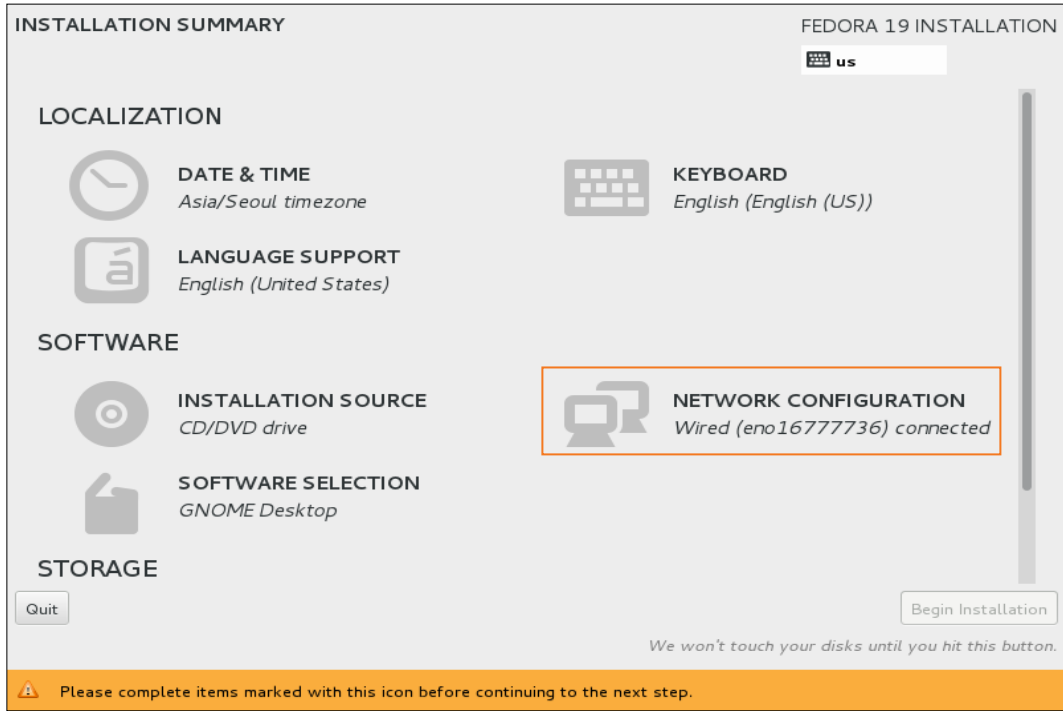 INSTALLATION SUMMARY
FEDORA 19 INSTALLATION
us
LOCALIZATION
DATE & TIME
Asia/Seoul timezone
KEYBOARD
English (English (US))
LANGUAGE SUPPORT
English (United States)
SOFTWARE
INSTALLATION SOURCE
CD/DVD drive
NETWORK CONFIGURATION
Wired (eno16777736) connected
SOFTWARE SELECTION
GNOME Desktop
STORAGE
Quit
Begin Installation
We won't touch your disks until you hit this button.
Please complete items marked with this icon before continuing to the next step.